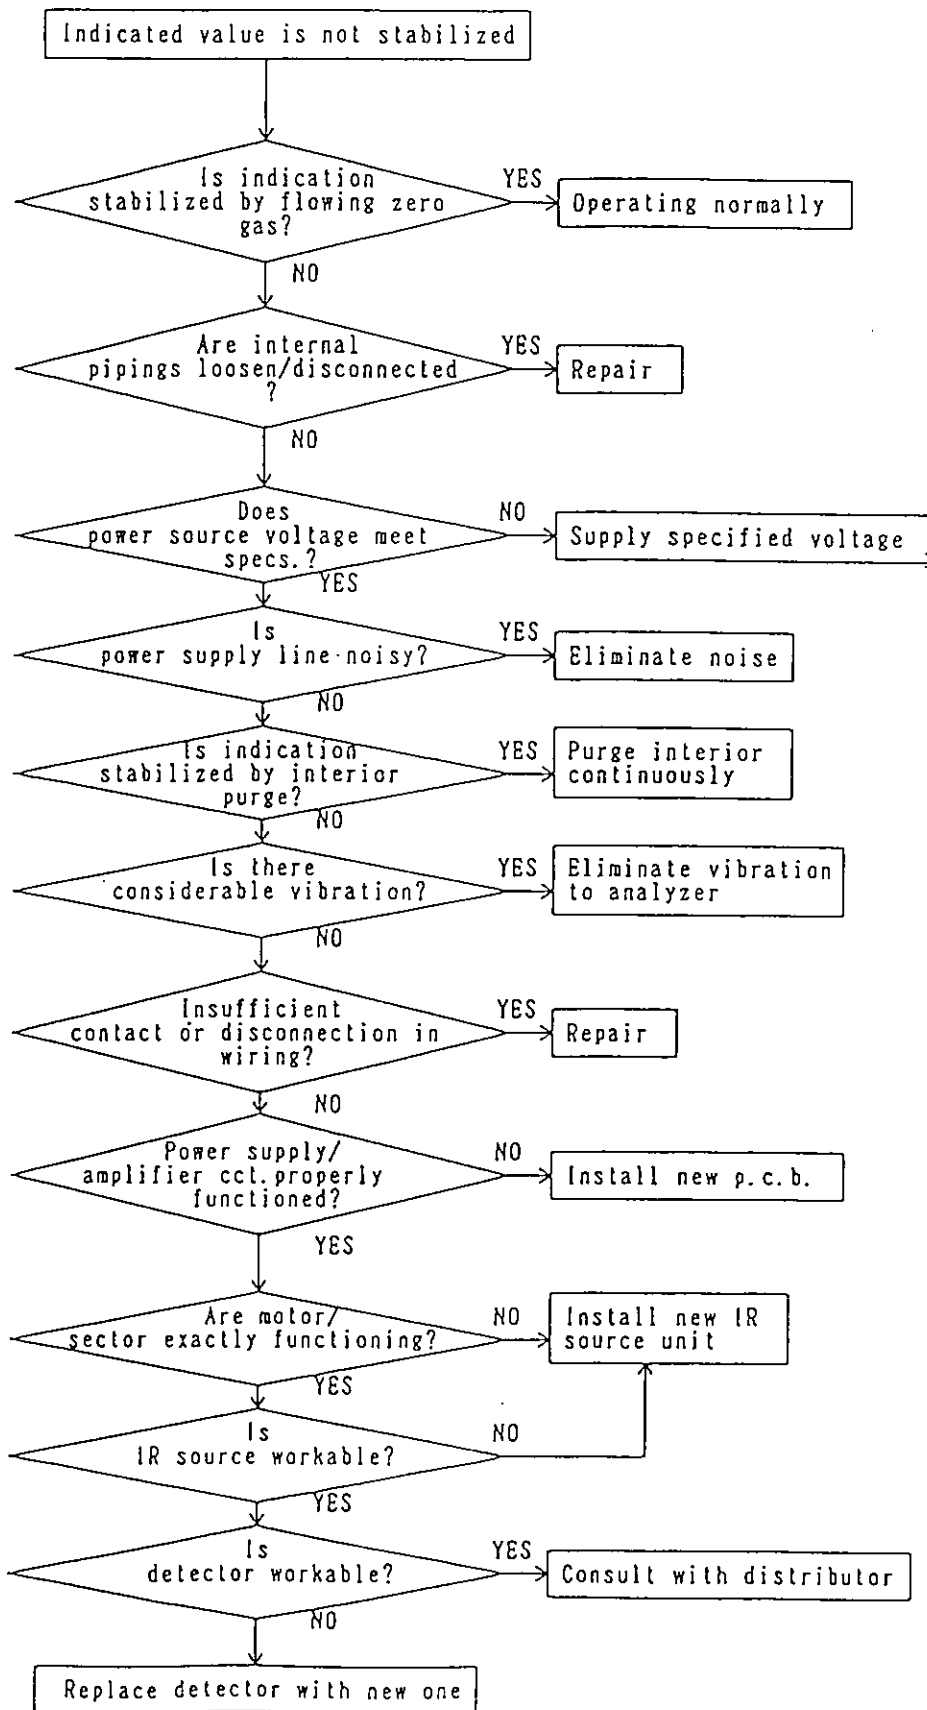 Indicated value is not stabilized
Is indication
stabilized by flowing zero
gas?
YES
Operating normally
NO
Are internal
pipings loosen/disconnected
?
YES
Repair
NO
Does
power source voltage meet
specs.?
NO
Supply specified voltage
YES
Is
power supply line noisy?
YES
Eliminate noise
NO
Is indication
stabilized by interior
purge?
YES
Purge interior
continuously
NO
Is there
considerable vibration?
YES
Eliminate vibration
to analyzer
NO
Insufficient
contact or disconnection in
wiring?
YES
Repair
NO
Power supply/
amplifier cct.properly
functioned?
NO
Install new p.c.b.
YES
Are motor/
sector exactly functioning?
NO
Install new IR
source unit
YES
Is
IR source workable?
NO
YES
Is
detector workable?
YES
Consult with distributor
NO
Replace detector with new one